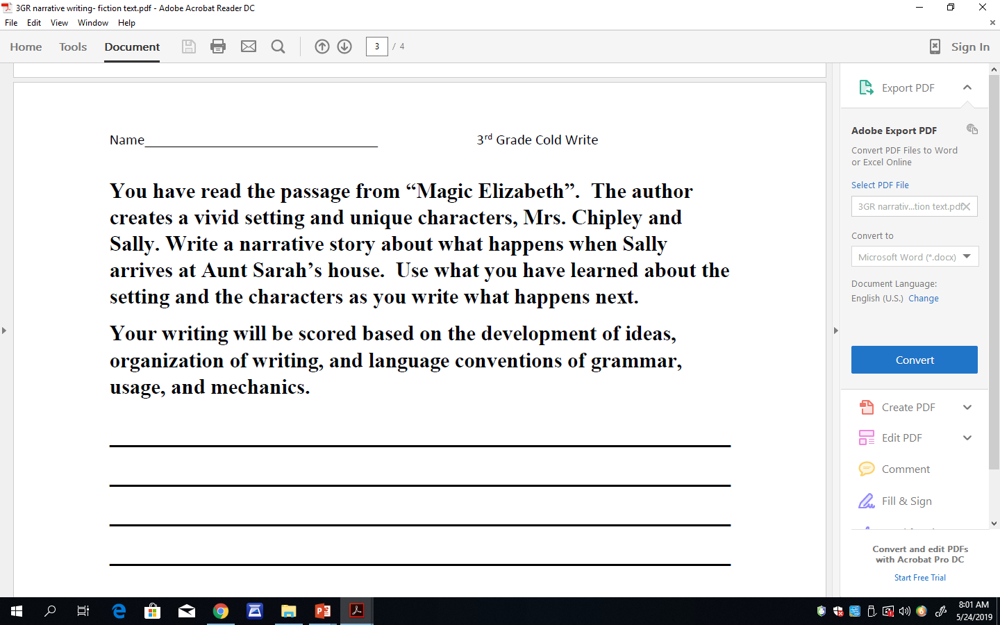 3GR narrative writing- fiction text.pdf - Adobe Acrobat Reader DC
File Edit View Window Help
Home Tools Document 3 / 4 Sign In
Export PDF
Name 3rd Grade Cold Write
Adobe Export PDF
Convert PDF Files to Word
or Excel Online
You have read the passage from “Magic Elizabeth”. The author
creates a vivid setting and unique characters, Mrs. Chipley and
Sally. Write a narrative story about what happens when Sally
arrives at Aunt Sarah’s house. Use what you have learned about the
setting and the characters as you write what happens next.
Select PDF File
3GR narrativ...tion text.pdf
Convert to
Microsoft Word (*.docx)
Document Language:
English (U.S.) Change
Your writing will be scored based on the development of ideas,
organization of writing, and language conventions of grammar,
usage, and mechanics.
Convert
Create PDF
Edit PDF
Comment
Fill & Sign
Convert and edit PDFs
with Acrobat Pro DC
Start Free Trial
8:01 AM
5/24/2019